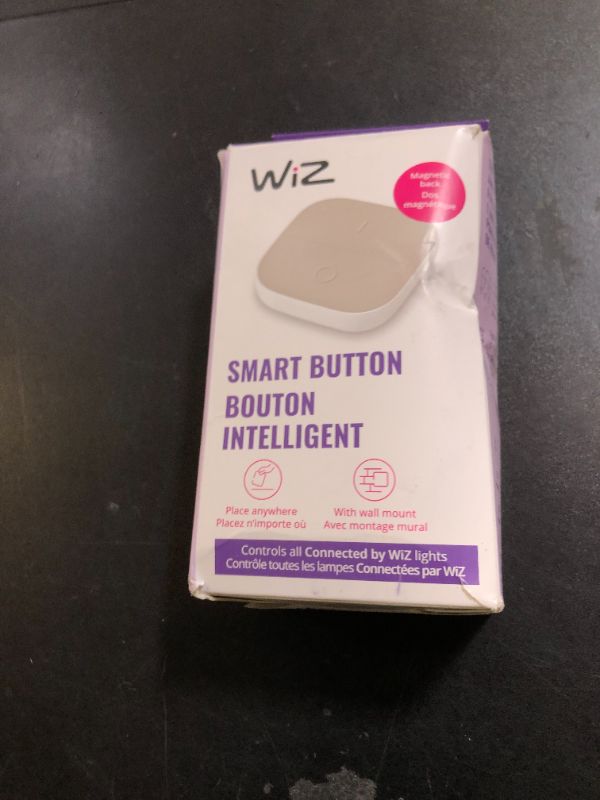 WiZ
Magnetic
back
Dos
magnétique
SMART BUTTON
BOUTON
INTELLIGENT
Place anywhere
Placez n'importe où
With wall mount
Avec montage mural
Controls all Connected by WiZ lights
Contrôle toutes les lampes Connectées par WiZ